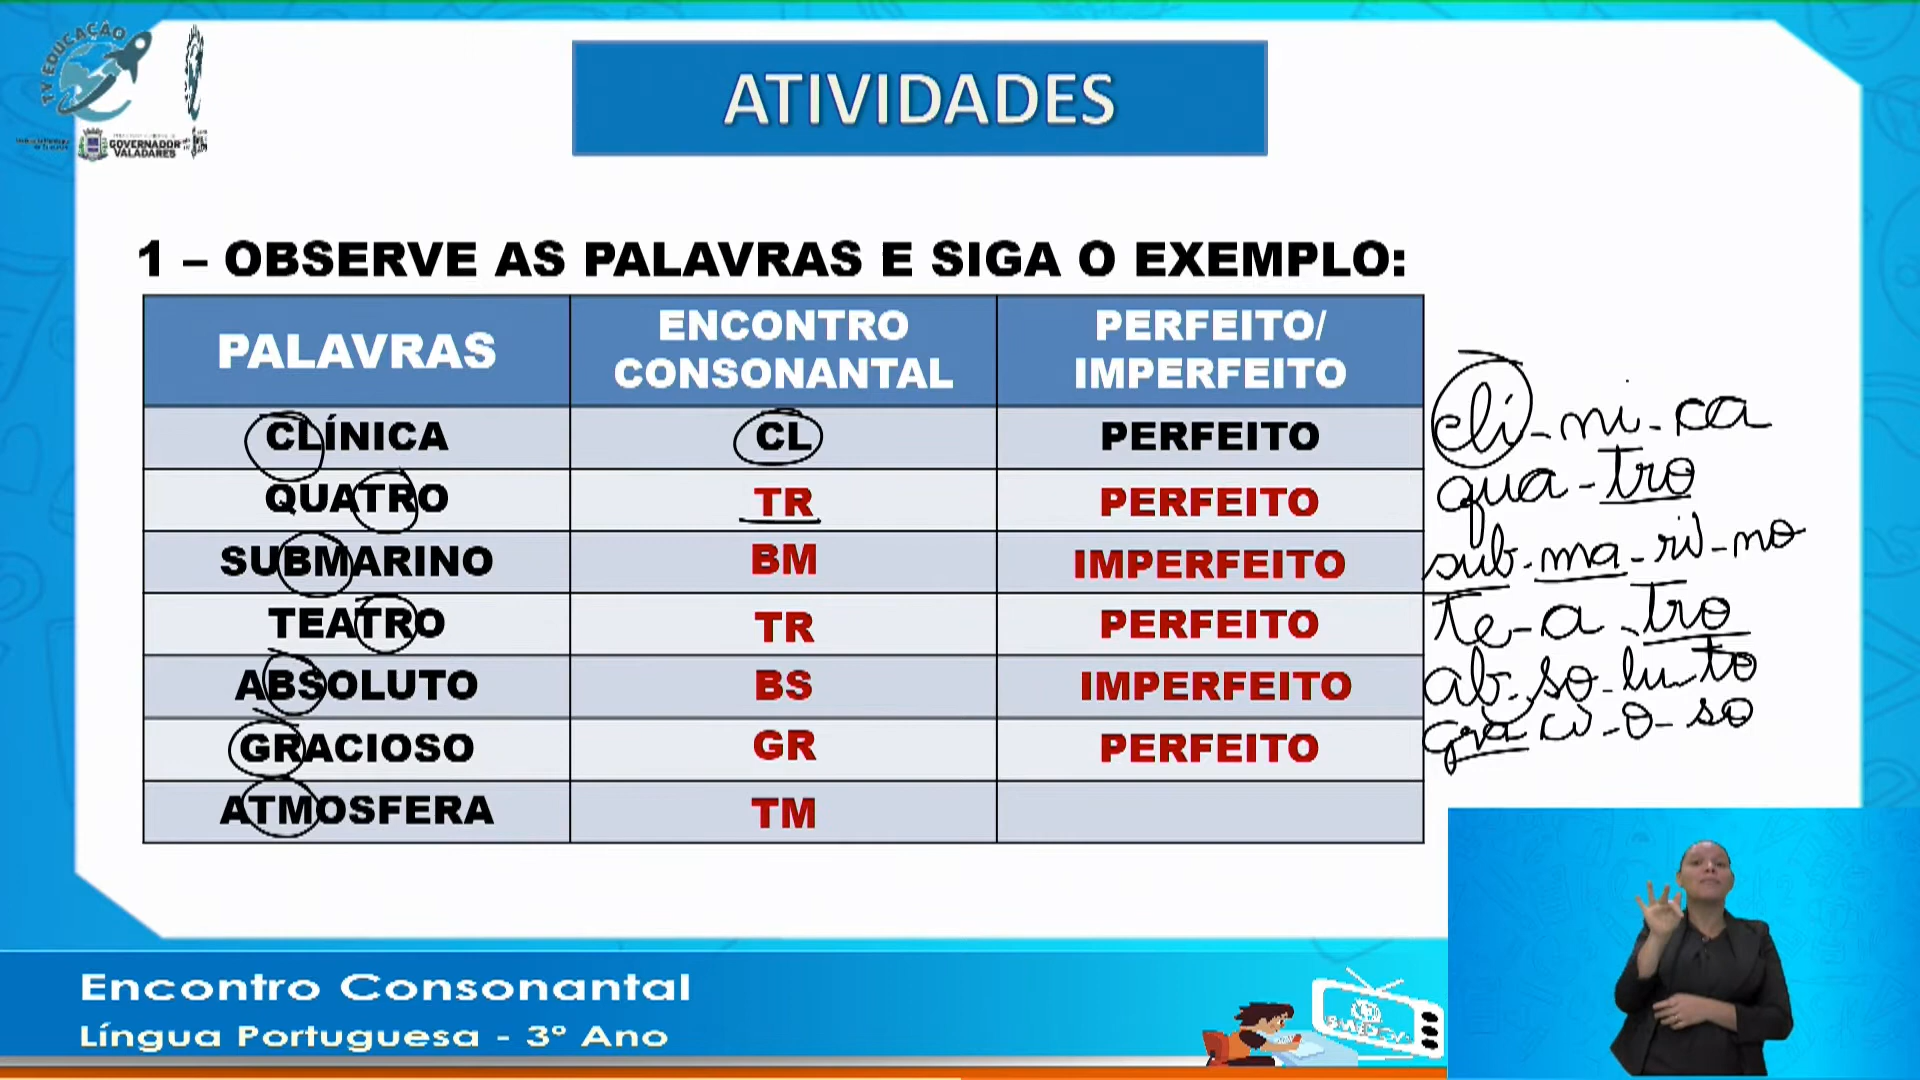 TV EDUCAÇÃO
GOVERNADOR
VALADARES
ATIVIDADES
1 – OBSERVE AS PALAVRAS E SIGA O EXEMPLO:
PALAVRAS ENCONTRO CONSONANTAL PERFEITO/ IMPERFEITO
CLÍNICA CL PERFEITO cli-ni-ca
QUATRO TR PERFEITO qua-tro
SUBMARINO BM IMPERFEITO sub-ma-ri-no
TEATRO TR PERFEITO te-a-tro
ABSOLUTO BS IMPERFEITO ab-so-lu-to
GRACIOSO GR PERFEITO gra ci-o-so
ATMOSFERA TM
Encontro Consonantal
Língua Portuguesa - 3º Ano